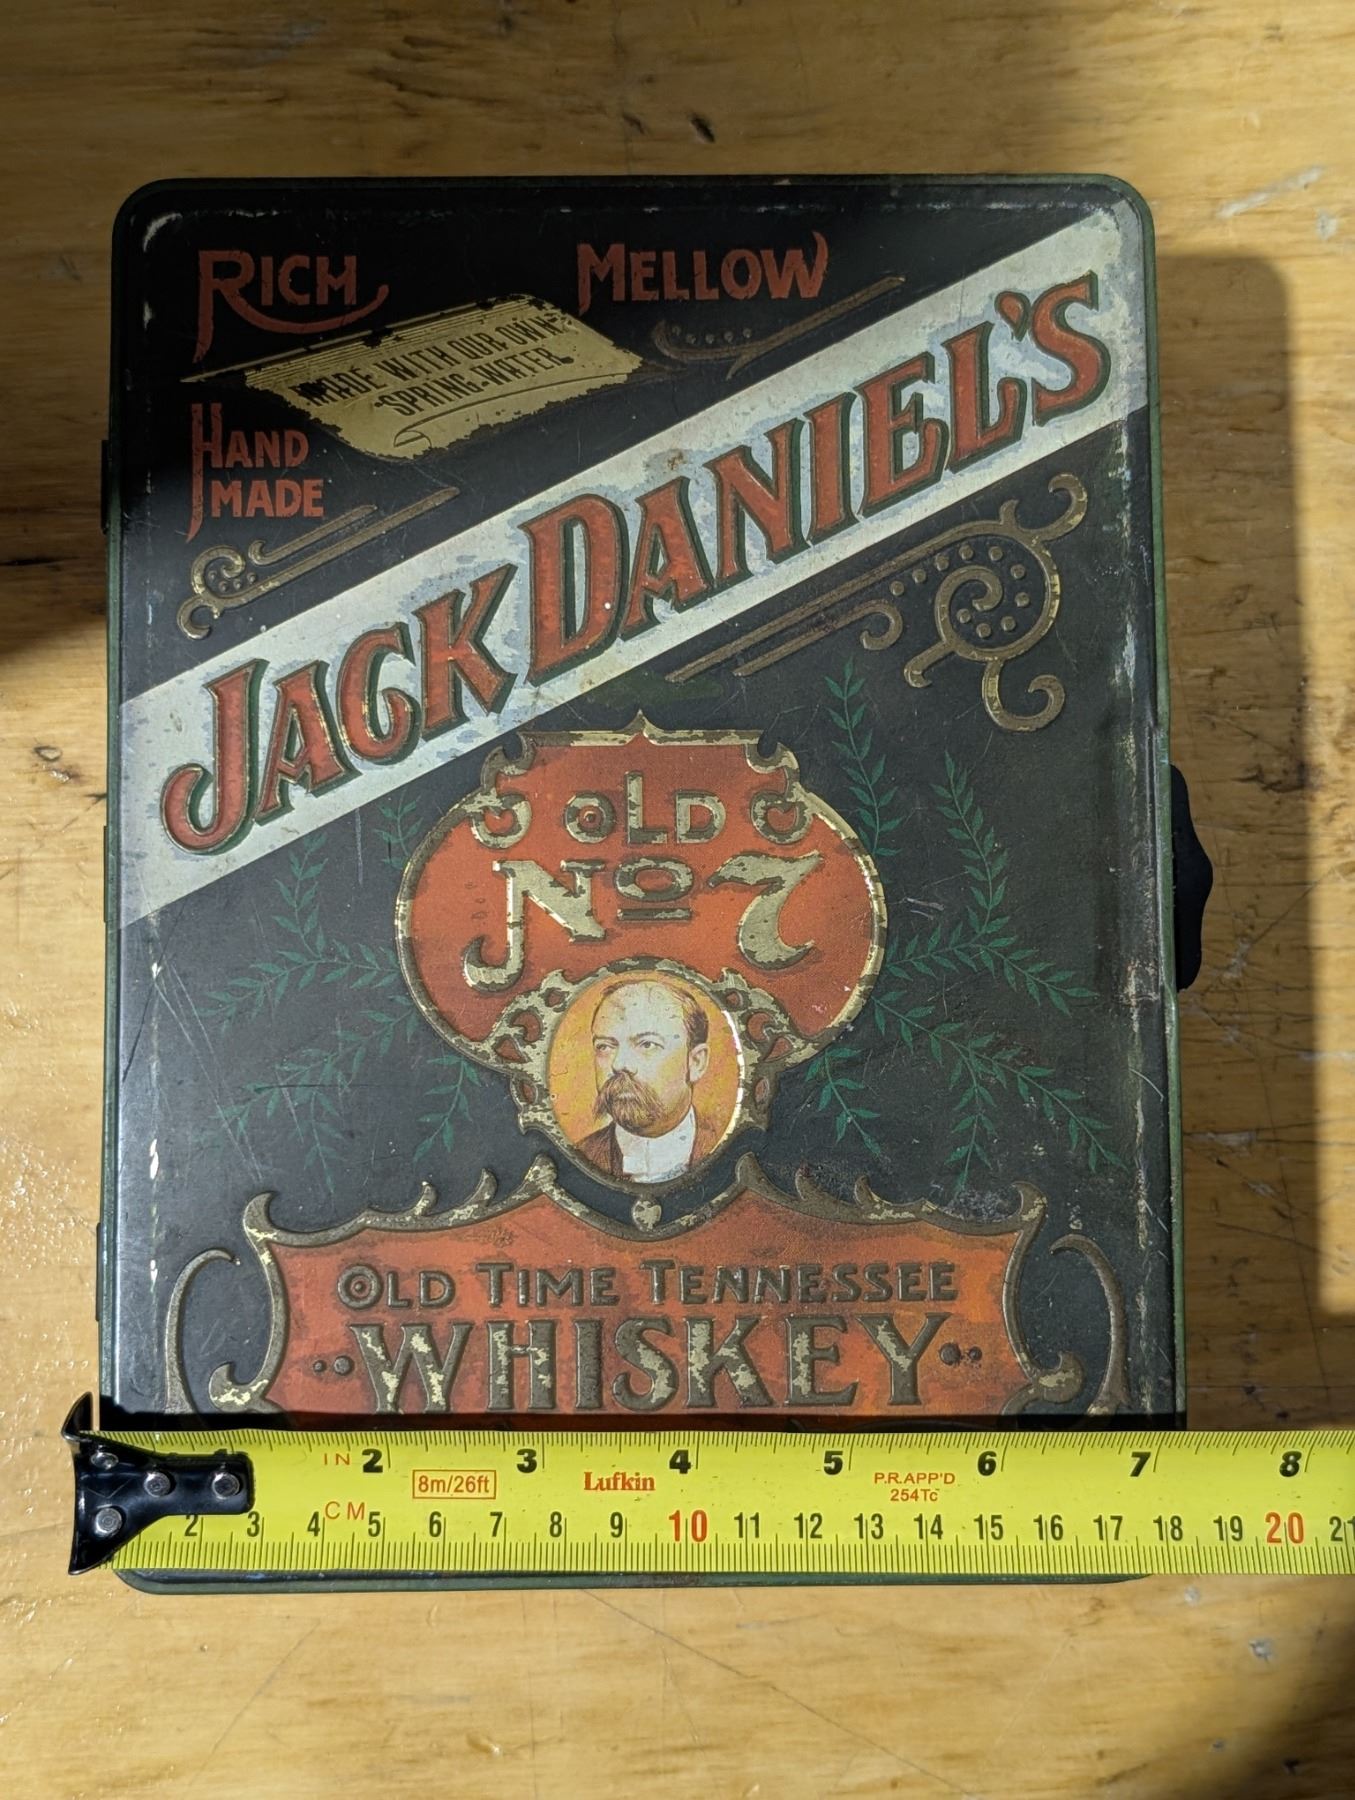 RICH
MELLOW
MADE WITH OUR OWN
SPRING-WATER
HAND
MADE
JACK DANIEL'S
OLD
No 7
OLD TIME TENNESSEE
WHISKEY
1 IN 2 3 4 5 6 7 8
8m/26ft Lufkin P.R.APP'D
254Tc
CM
2 3 4 5 6 7 8 9 10 11 12 13 14 15 16 17 18 19 20 21